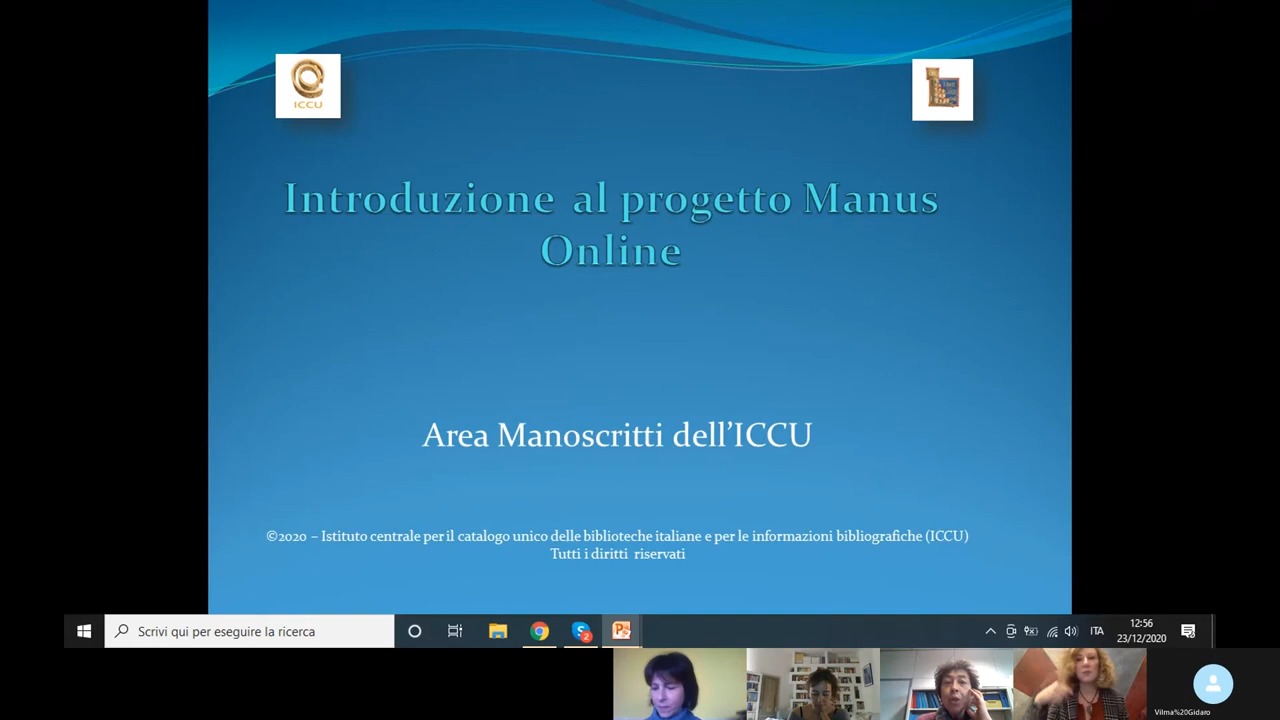 ICCU
Introduzione al progetto Manus
Online
Area Manoscritti dell'ICCU
©2020 – Istituto centrale per il catalogo unico delle biblioteche italiane e per le informazioni bibliografiche (ICCU)
Tutti i diritti riservati
Scrivi qui per eseguire la ricerca
2
ITA
12:56
23/12/2020
Vilma%20Gidaro